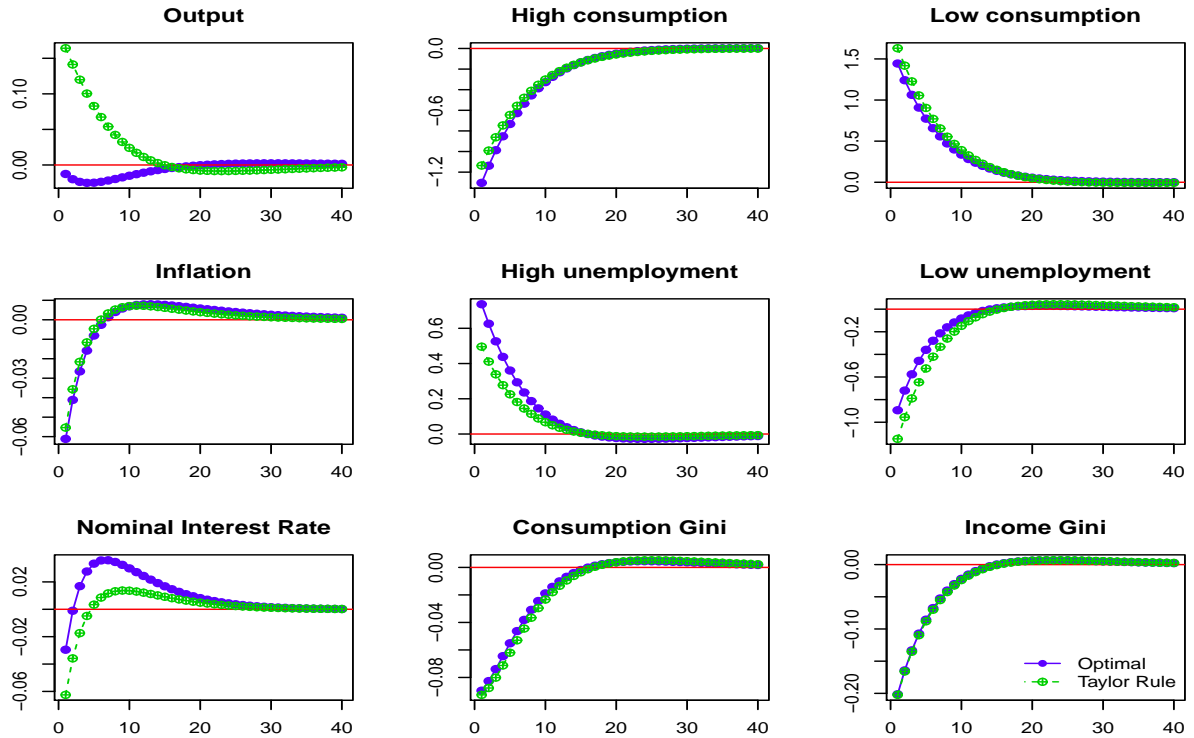 Output
0.10
0.00
0 10 20 30 40
High consumption
0.0
−0.6
−1.2
0 10 20 30 40
Low consumption
1.5
1.0
0.5
0.0
0 10 20 30 40
Inflation
0.00
−0.03
−0.06
0 10 20 30 40
High unemployment
0.6
0.4
0.2
0.0
0 10 20 30 40
Low unemployment
−0.2
−0.6
−1.0
0 10 20 30 40
Nominal Interest Rate
0.02
−0.02
−0.06
0 10 20 30 40
Consumption Gini
0.00
−0.04
−0.08
0 10 20 30 40
Income Gini
0.00
−0.10
−0.20
Optimal
Taylor Rule
0 10 20 30 40